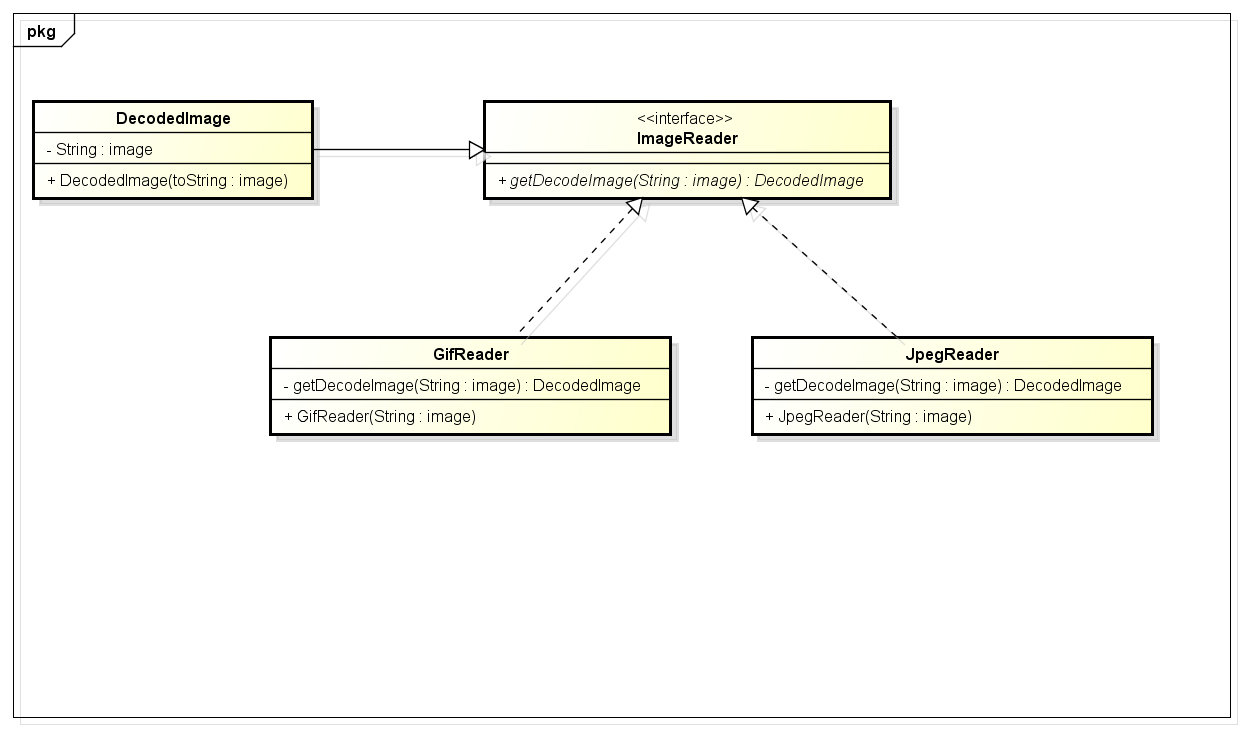 pkg
DecodedImage
- String : image
+ DecodedImage(toString : image)
<<interface>>
ImageReader
+ getDecodeImage(String : image) : DecodedImage
GifReader
- getDecodeImage(String : image) : DecodedImage
+ GifReader(String : image)
JpegReader
- getDecodeImage(String : image) : DecodedImage
+ JpegReader(String : image)